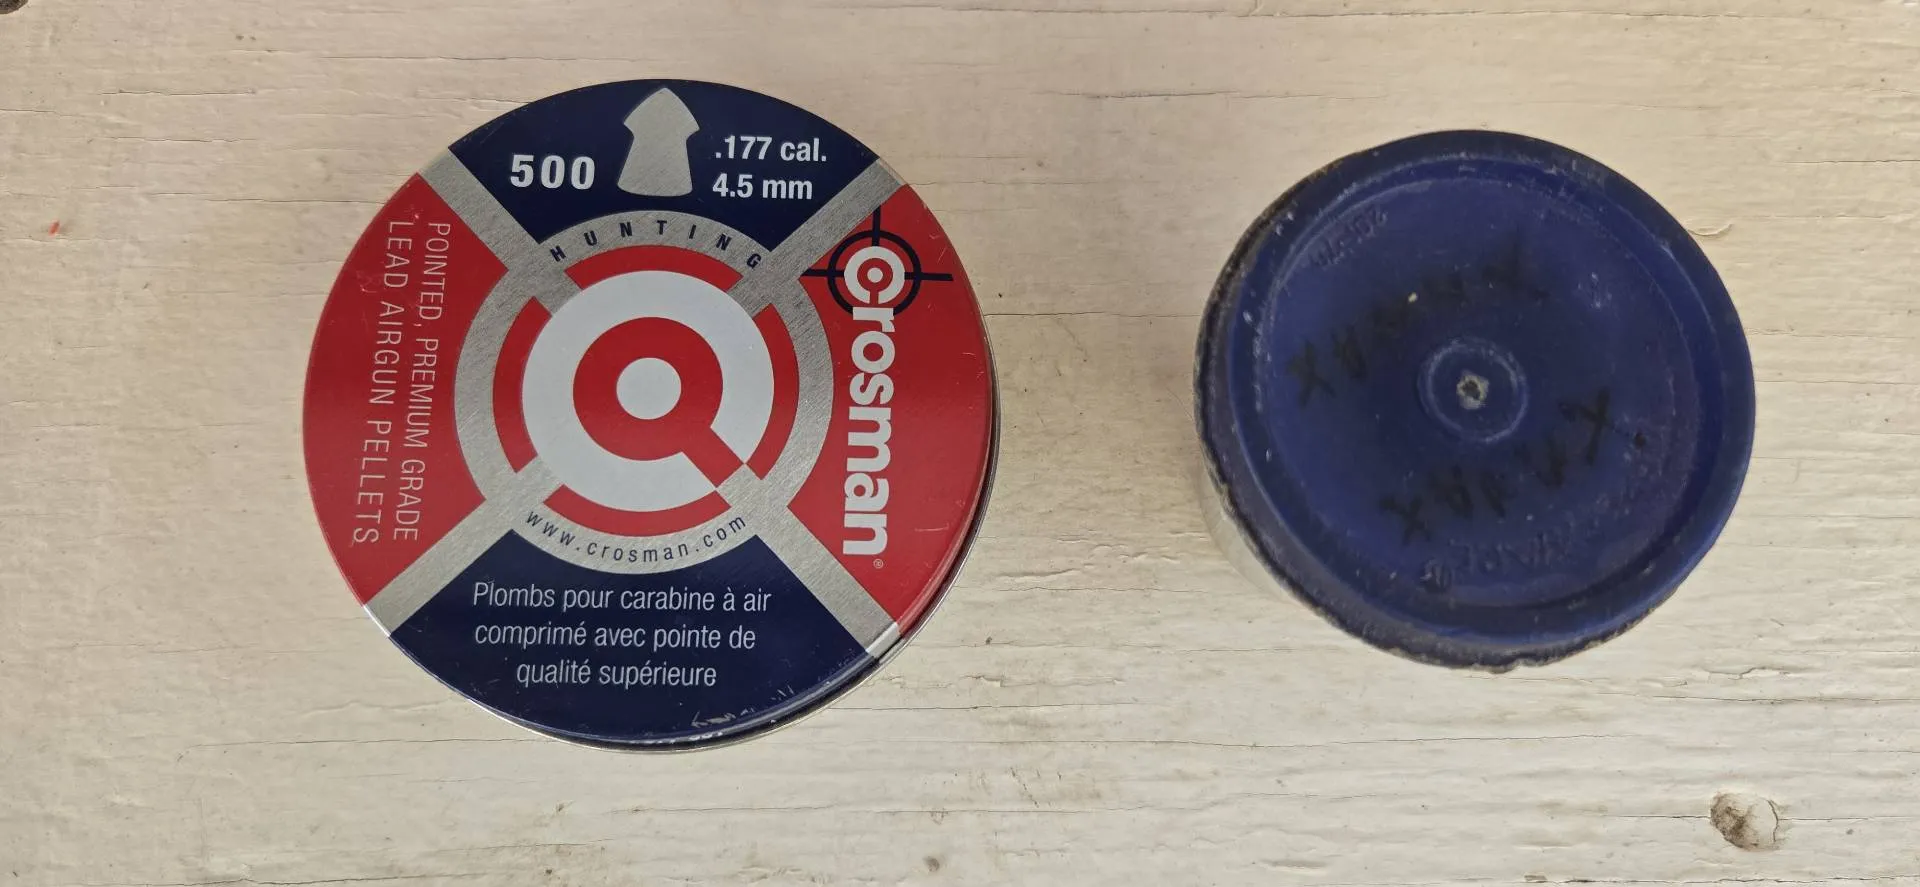 500
.177 cal.
4.5 mm
HUNTING
POINTED, PREMIUM GRADE
LEAD AIRGUN PELLETS
crosman®
www.crosman.com
Plombs pour carabine à air
comprimé avec pointe de
qualité supérieure